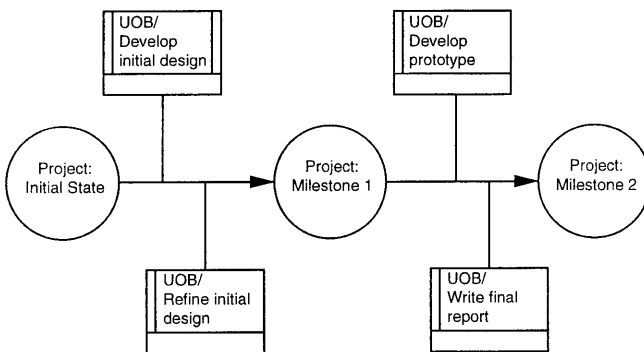 UOB/
Develop
initial design
UOB/
Develop
prototype
Project:
Initial State
Project:
Milestone 1
Project:
Milestone 2
UOB/
Refine initial
design
UOB/
Write final
report